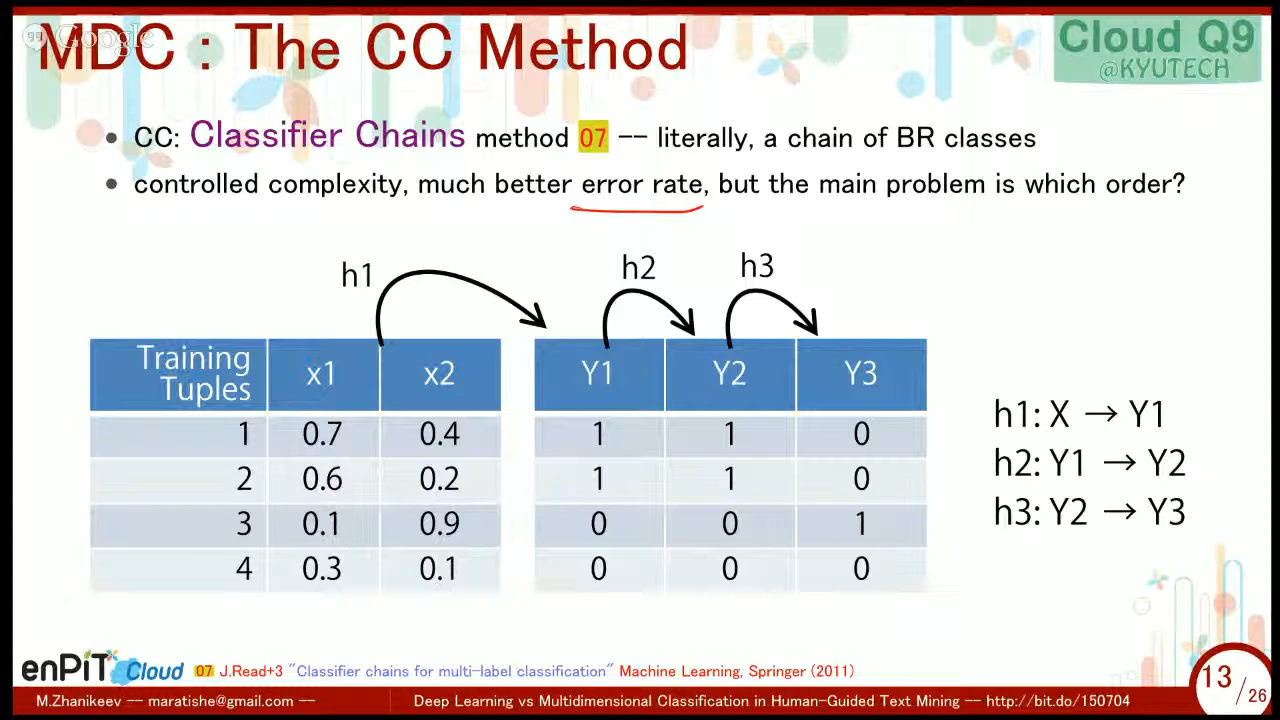 Google
MDC : The CC Method
Cloud Q9
@KYUTECH
• CC: Classifier Chains method 07 -- literally, a chain of BR classes
• controlled complexity, much better error rate, but the main problem is which order?
h1 h2 h3
Training Tuples x1 x2 Y1 Y2 Y3
1 0.7 0.4 1 1 0
2 0.6 0.2 1 1 0
3 0.1 0.9 0 0 1
4 0.3 0.1 0 0 0
h1: X → Y1
h2: Y1 → Y2
h3: Y2 → Y3
enPiT Cloud 07 J.Read+3 "Classifier chains for multi-label classification" Machine Learning, Springer (2011)
M.Zhanikeev -- maratishe@gmail.com -- Deep Learning vs Multidimensional Classification in Human-Guided Text Mining -- http://bit.do/150704
13/26